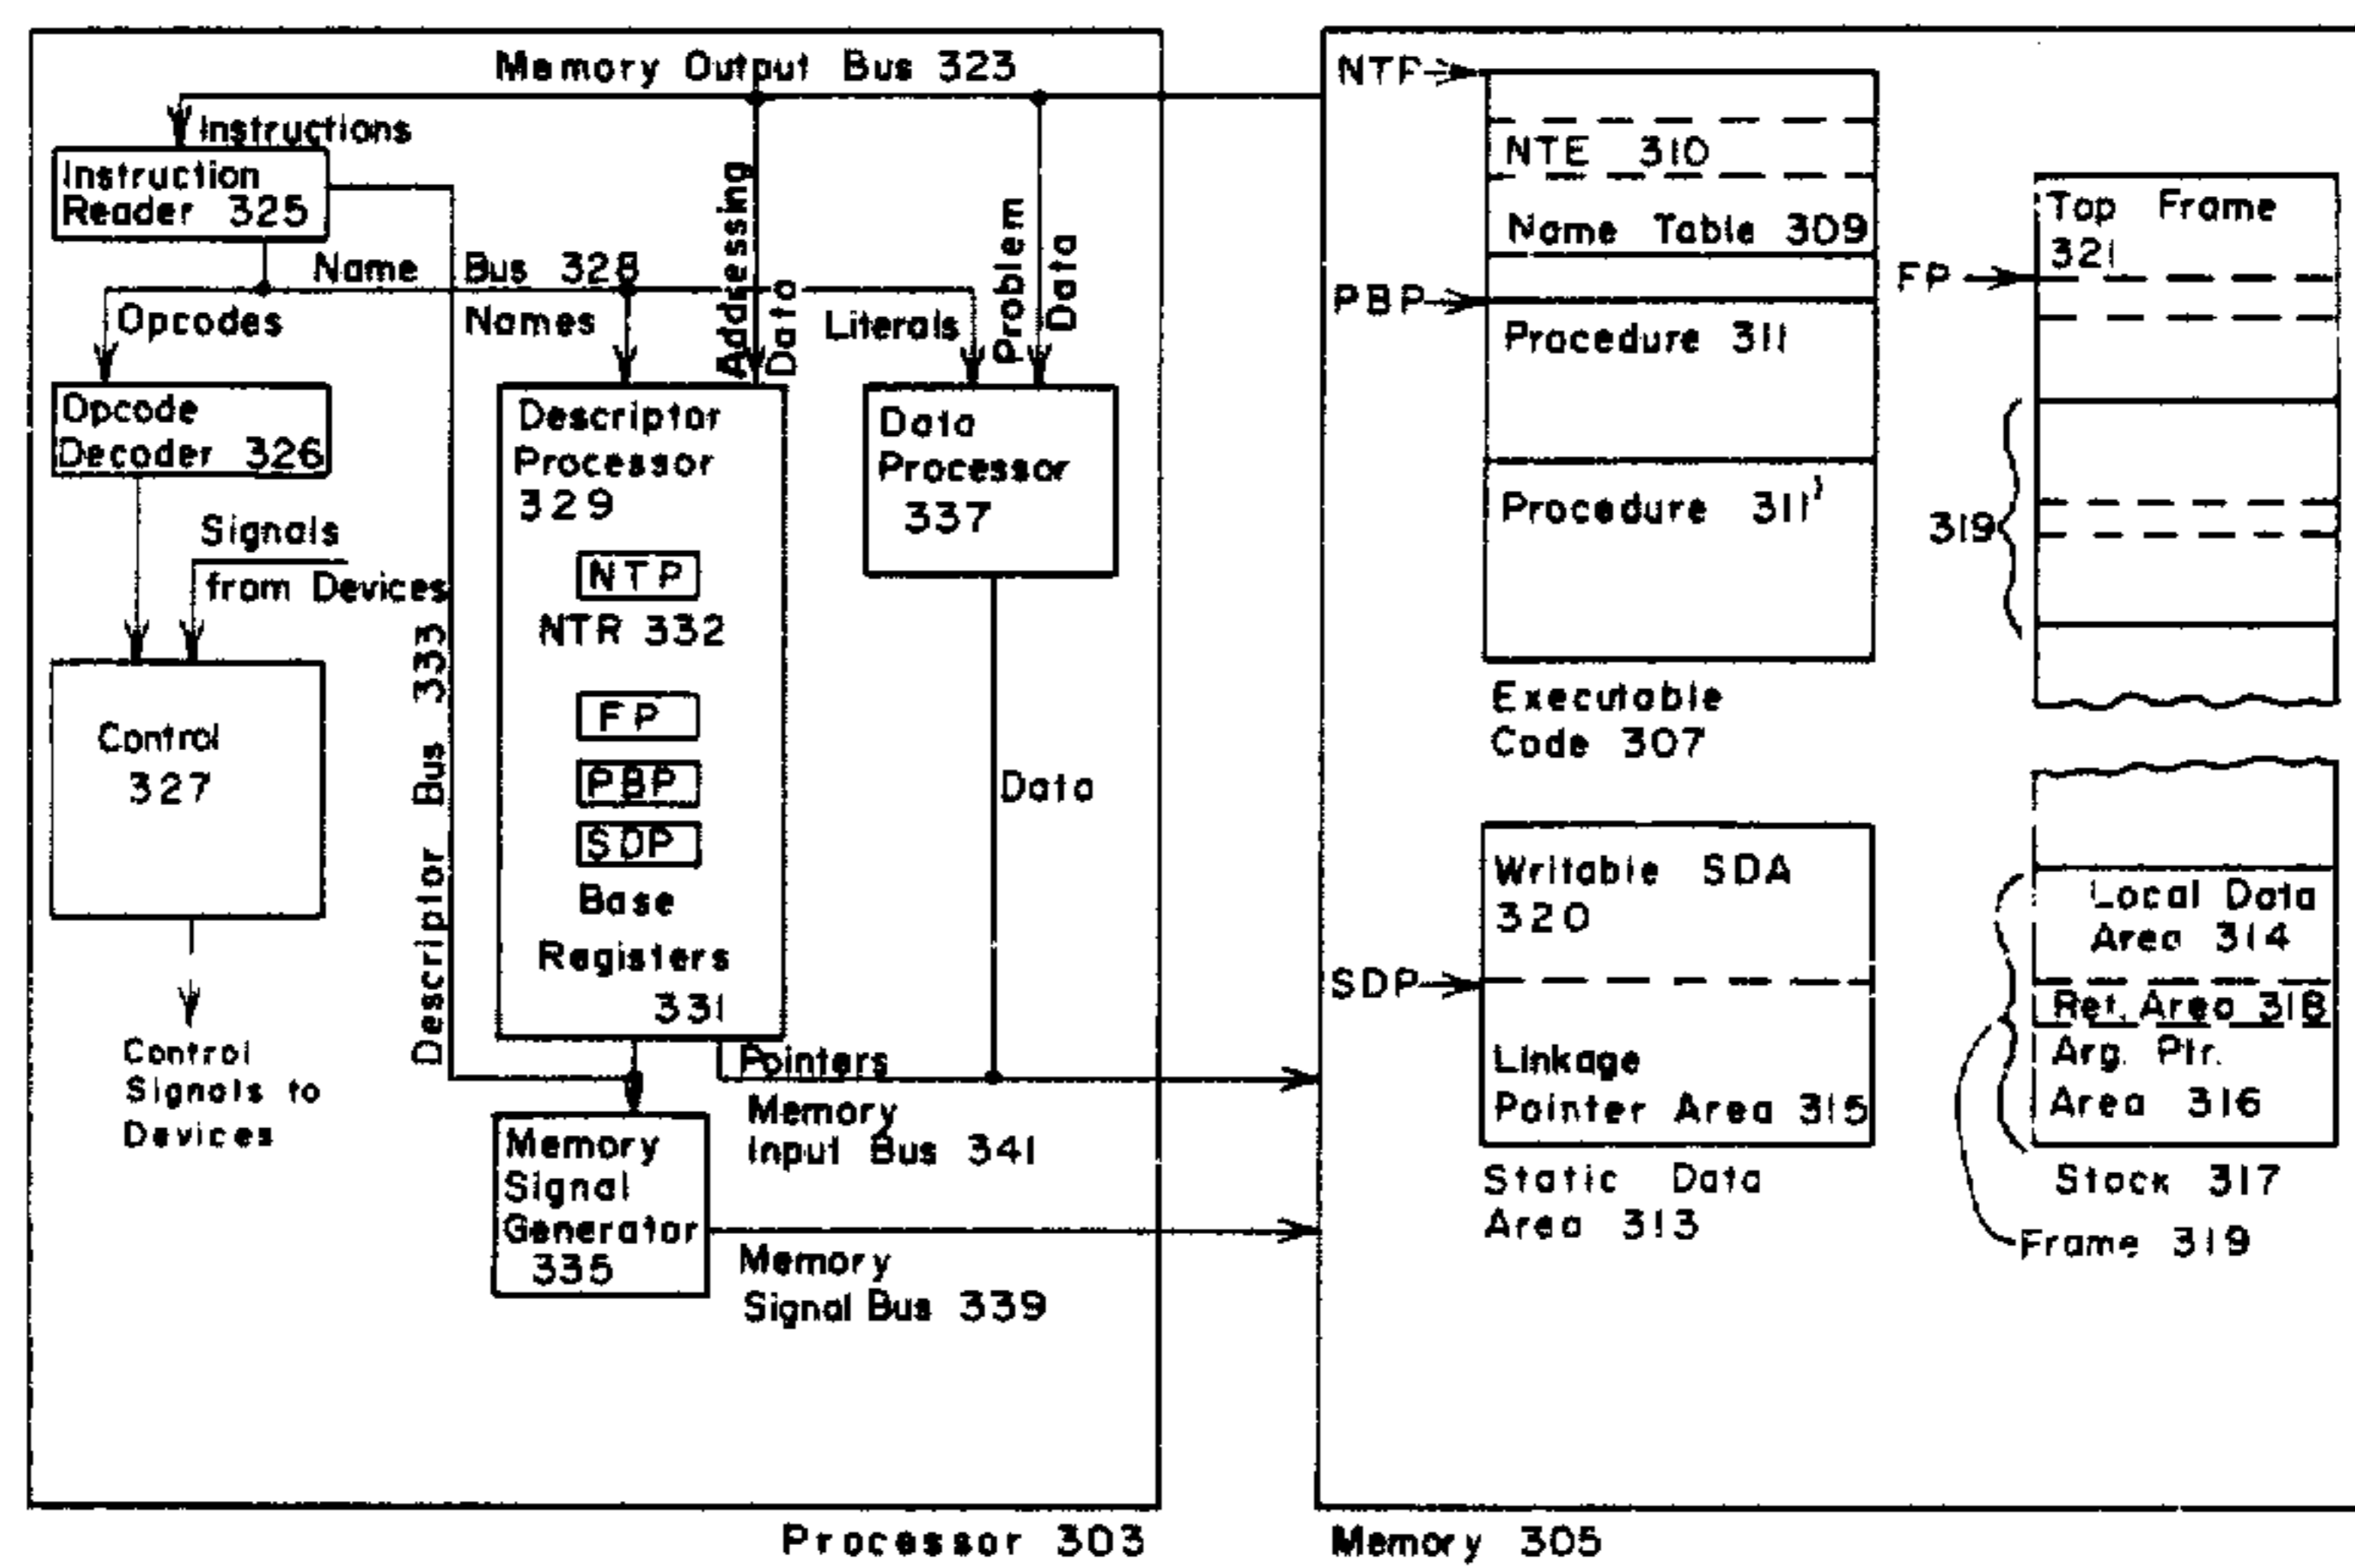 Memory Output Bus 323
Instructions
Instruction
Reader 325
Name Bus 328
Opcodes
Names
Addressing
Data
Literals
Problem
Data
Opcode
Decoder 326
Signals
from Devices
Control
327
Control
Signals to
Devices
Descriptor Bus 333
Descriptor
Processor
329
NTP
NTR 332
FP
PBP
SDP
Base
Registers
331
Data
Processor
337
Data
Pointers
Memory
Input Bus 341
Memory
Signal
Generator
335
Memory
Signal Bus 339
Processor 303
NTP
NTE 310
Name Table 309
PBP
Procedure 311
Procedure 311'
Executable
Code 307
SDP
Writable SDA
320
Linkage
Pointer Area 315
Static Data
Area 313
FP
Top Frame
321
319
Local Data
Area 314
Ret. Area 318
Arg. Ptr.
Area 316
Stack 317
Frame 319
Memory 305